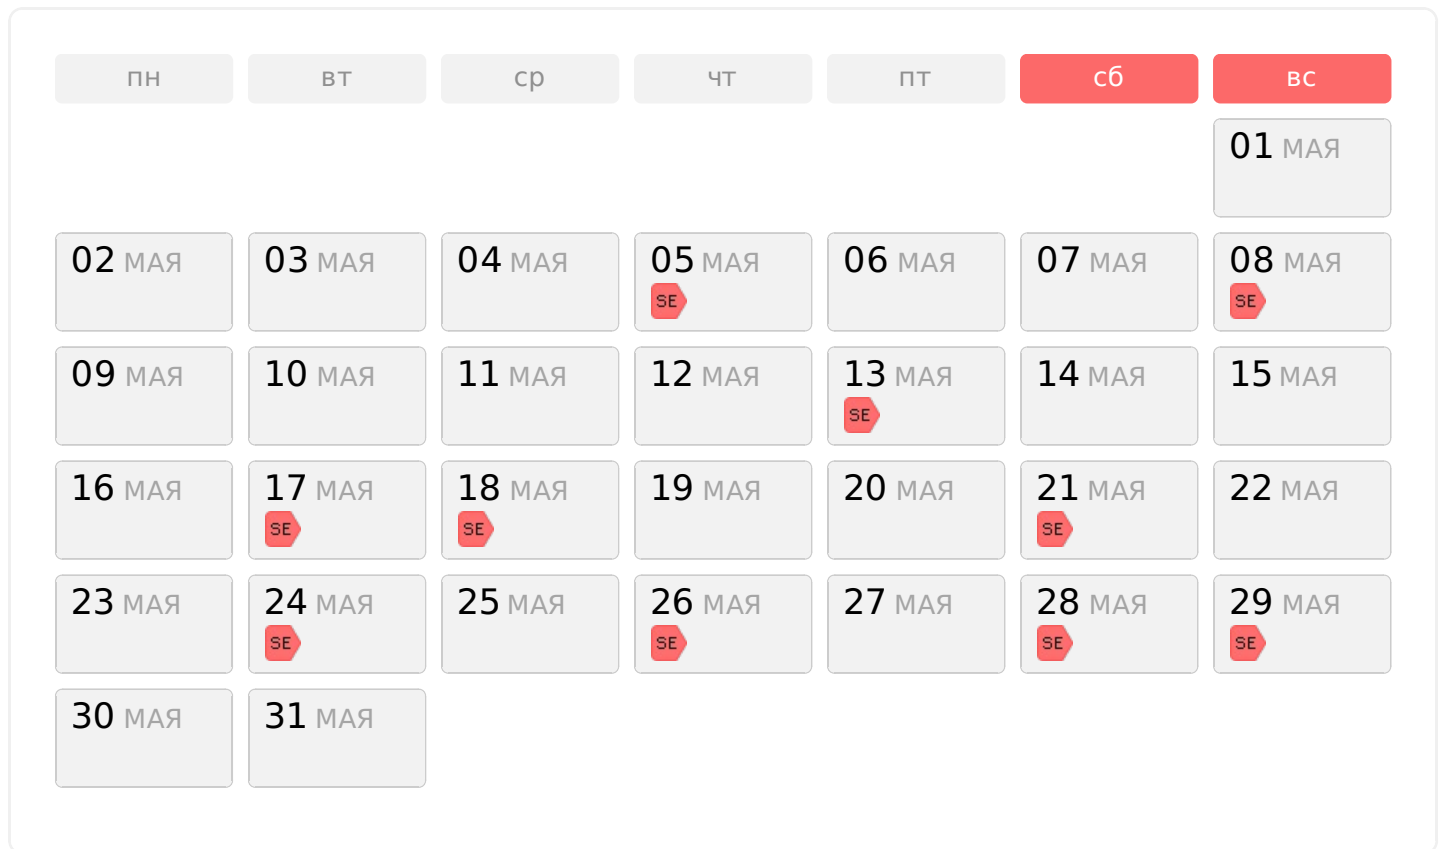 пн вт ср чт пт сб вс
01 МАЯ
02 МАЯ 03 МАЯ 04 МАЯ 05 МАЯ 06 МАЯ 07 МАЯ 08 МАЯ
SE SE
09 МАЯ 10 МАЯ 11 МАЯ 12 МАЯ 13 МАЯ 14 МАЯ 15 МАЯ
SE
16 МАЯ 17 МАЯ 18 МАЯ 19 МАЯ 20 МАЯ 21 МАЯ 22 МАЯ
SE SE SE
23 МАЯ 24 МАЯ 25 МАЯ 26 МАЯ 27 МАЯ 28 МАЯ 29 МАЯ
SE SE SE SE
30 МАЯ 31 МАЯ